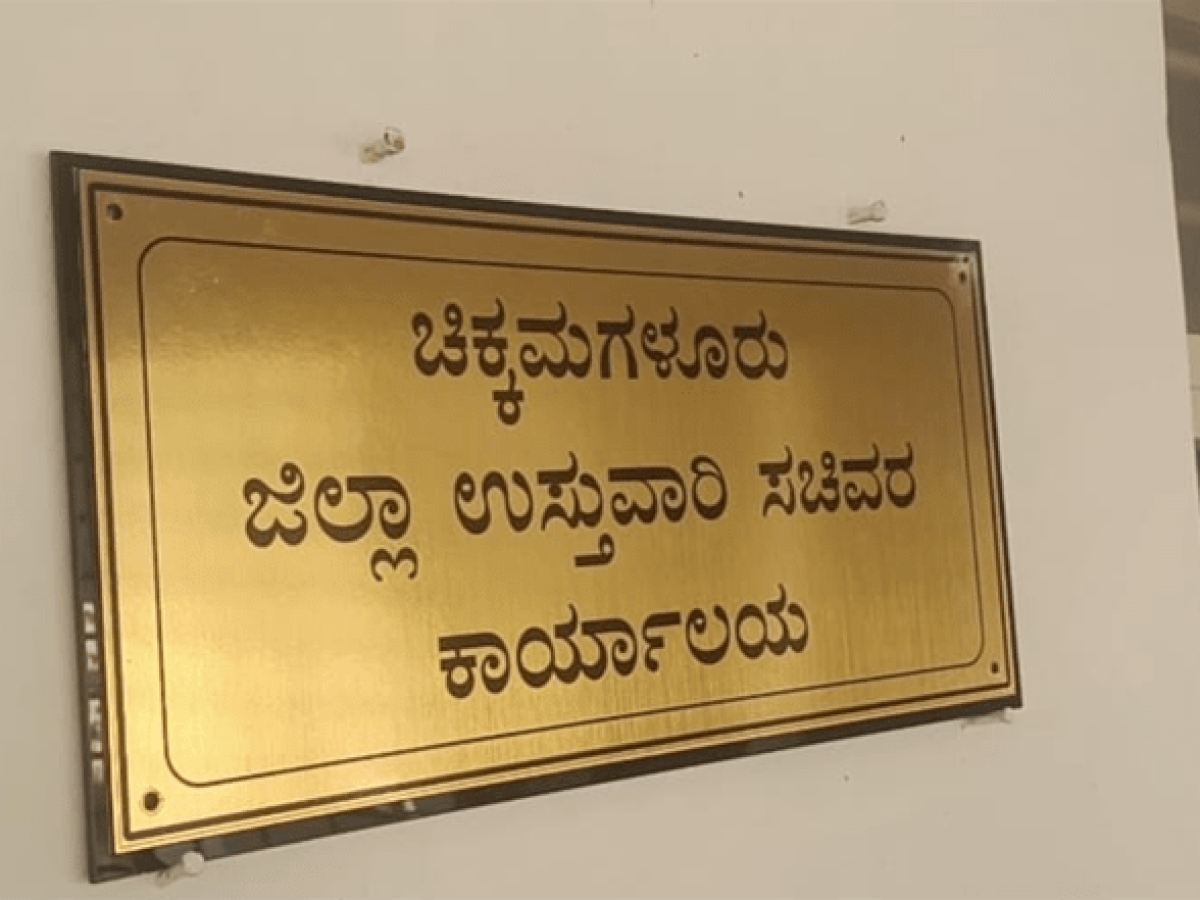 ಚಿಕ್ಕಮಗಳೂರು
ಜಿಲ್ಲಾ ಉಸ್ತುವಾರಿ ಸಚಿವರ
ಕಾರ್ಯಾಲಯ